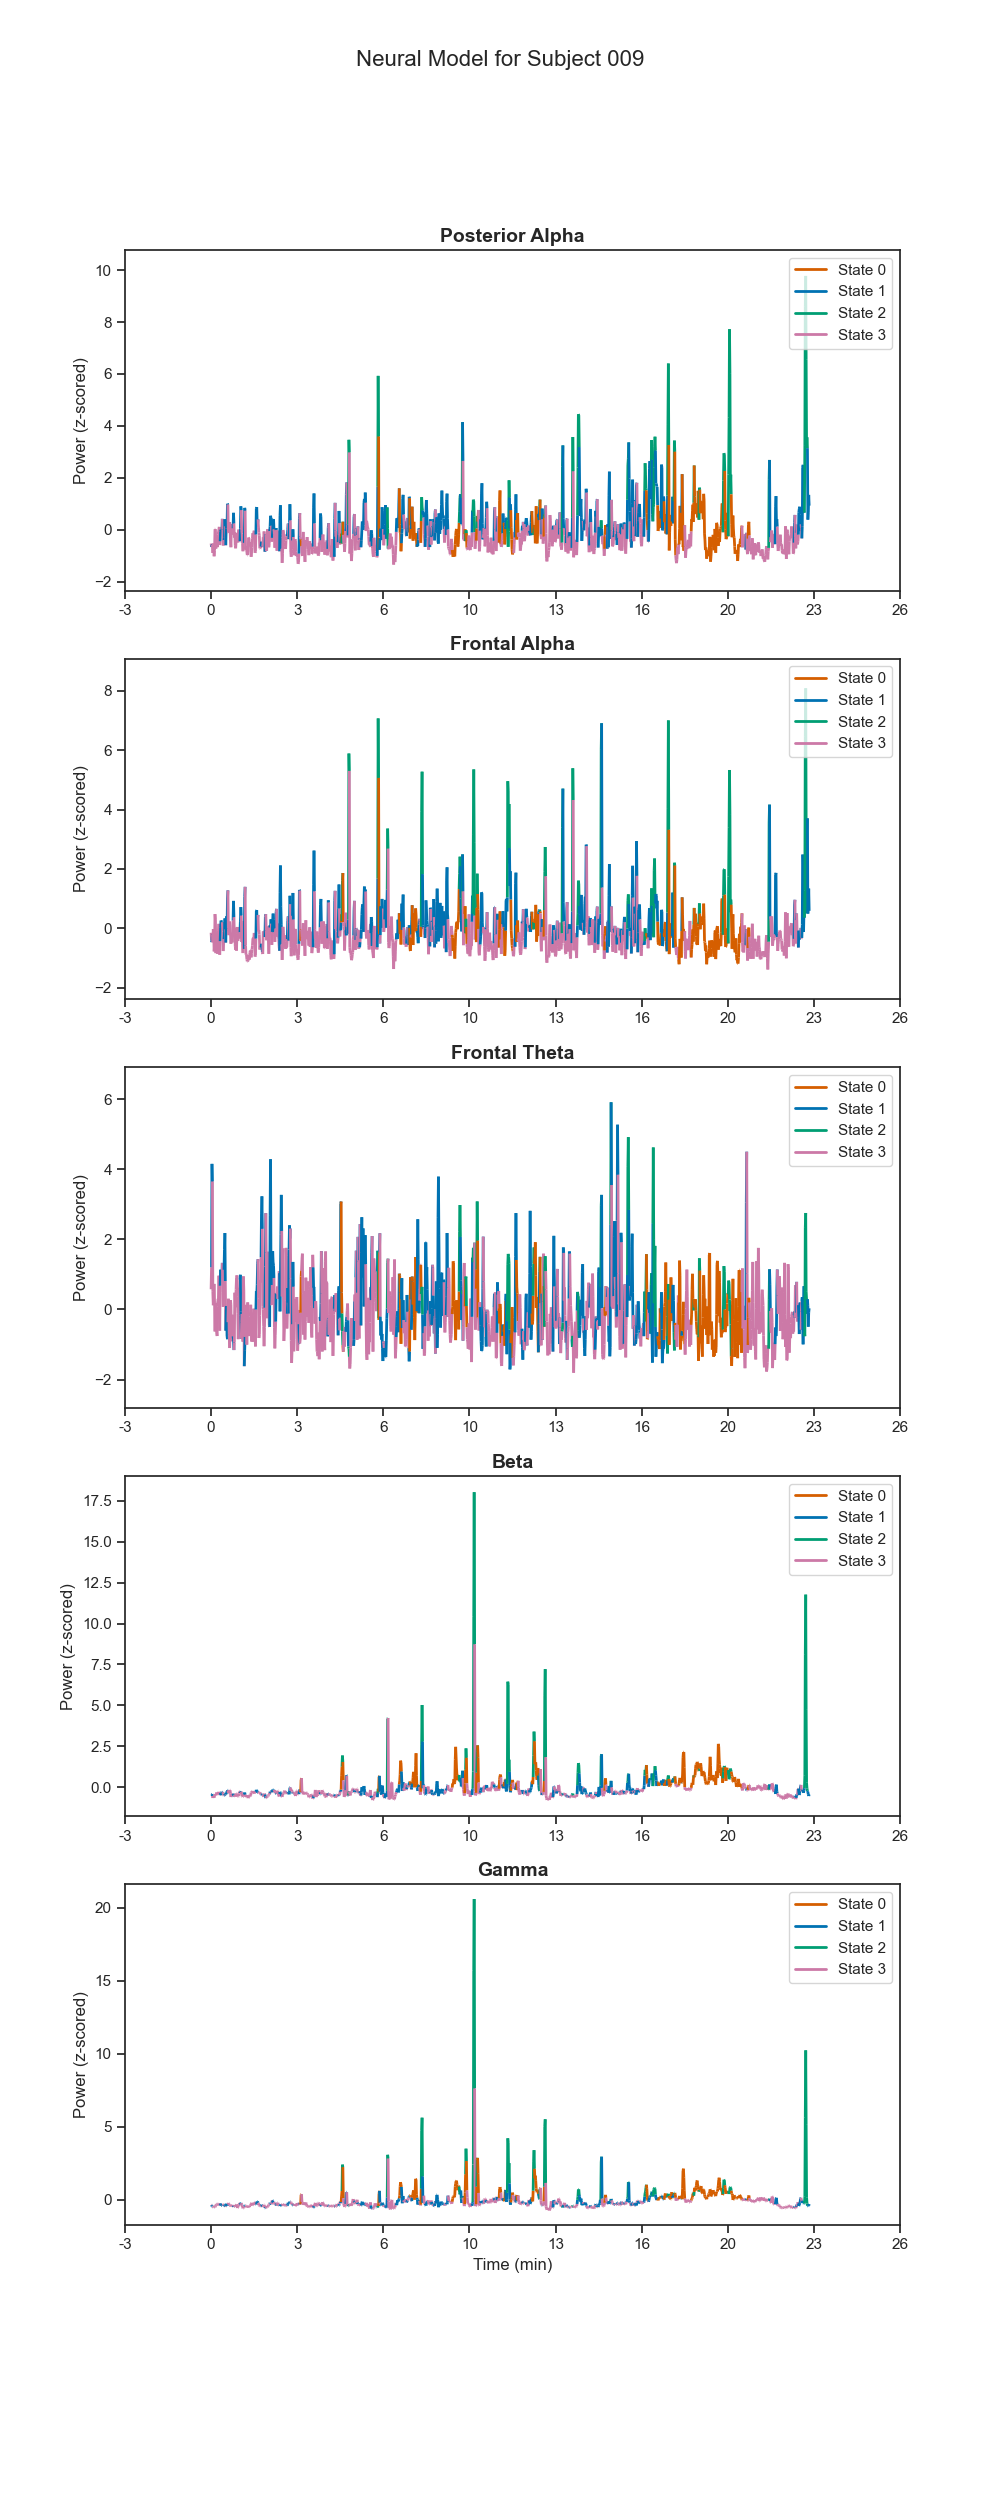 Neural Model for Subject 009
Posterior Alpha
10
8
6
4
2
0
−2
Power (z-scored)
State 0
State 1
State 2
State 3
-3 0 3 6 10 13 16 20 23 26
Frontal Alpha
8
6
4
2
0
−2
Power (z-scored)
State 0
State 1
State 2
State 3
-3 0 3 6 10 13 16 20 23 26
Frontal Theta
6
4
2
0
−2
Power (z-scored)
State 0
State 1
State 2
State 3
-3 0 3 6 10 13 16 20 23 26
Beta
17.5
15.0
12.5
10.0
7.5
5.0
2.5
0.0
Power (z-scored)
State 0
State 1
State 2
State 3
-3 0 3 6 10 13 16 20 23 26
Gamma
20
15
10
5
0
Power (z-scored)
State 0
State 1
State 2
State 3
-3 0 3 6 10 13 16 20 23 26
Time (min)